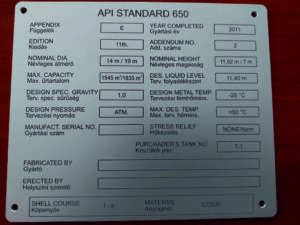 API STANDARD 650
APPENDIX E YEAR COMPLETED 2011
Függelék Gyártási év
EDITION 11th. ADDENDUM NO. 2
Kiadás Add. száma
NOMINAL DIA. 14 m / 19 m NOMINAL HEIGHT 11,92 m / 7 m
Névleges átmérő Névleges magasság
MAX. CAPACITY 1545 m³/1835 m³ DES. LIQUID LEVEL 11,40 m
Max. űrtartalom Terv. folyadékszint
DESIGN SPEC. GRAVITY 1,0 DESIGN METAL TEMP. -20 °C
Terv. spec. sűrűség Tervezési fémhőmérs.
DESIGN PRESSURE ATM. MAX. DES. TEMP. +50 °C
Tervezési nyomás Max. terv. hőmérs.
MANUFACT. SERIAL NO. STRESS RELIEF NONE/Nem
Gyártási szám Hőkezelés
PURCHADER'S TANK NO. T-1
Készülék jele
FABRICATED BY
Gyártó
ERECTED BY
Helyszíni szerelő
SHELL COURSE MATERIAL
Köpenyöv Anyagmin.